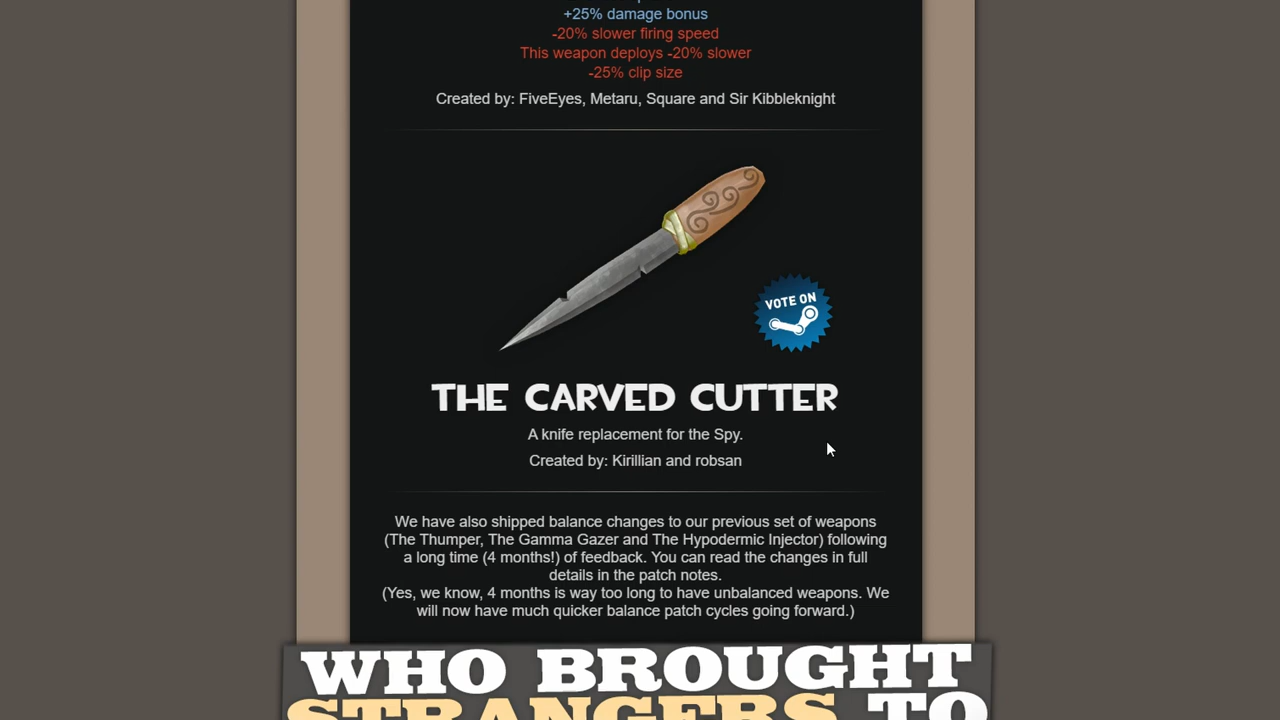 +25% damage bonus
-20% slower firing speed
This weapon deploys -20% slower
-25% clip size
Created by: FiveEyes, Metaru, Square and Sir Kibbleknight
VOTE ON
THE CARVED CUTTER
A knife replacement for the Spy.
Created by: Kirillian and robsan
We have also shipped balance changes to our previous set of weapons
(The Thumper, The Gamma Gazer and The Hypodermic Injector) following
a long time (4 months!) of feedback. You can read the changes in full
details in the patch notes.
(Yes, we know, 4 months is way too long to have unbalanced weapons. We
will now have much quicker balance patch cycles going forward.)
WHO BROUGHT
STRANGERS TO